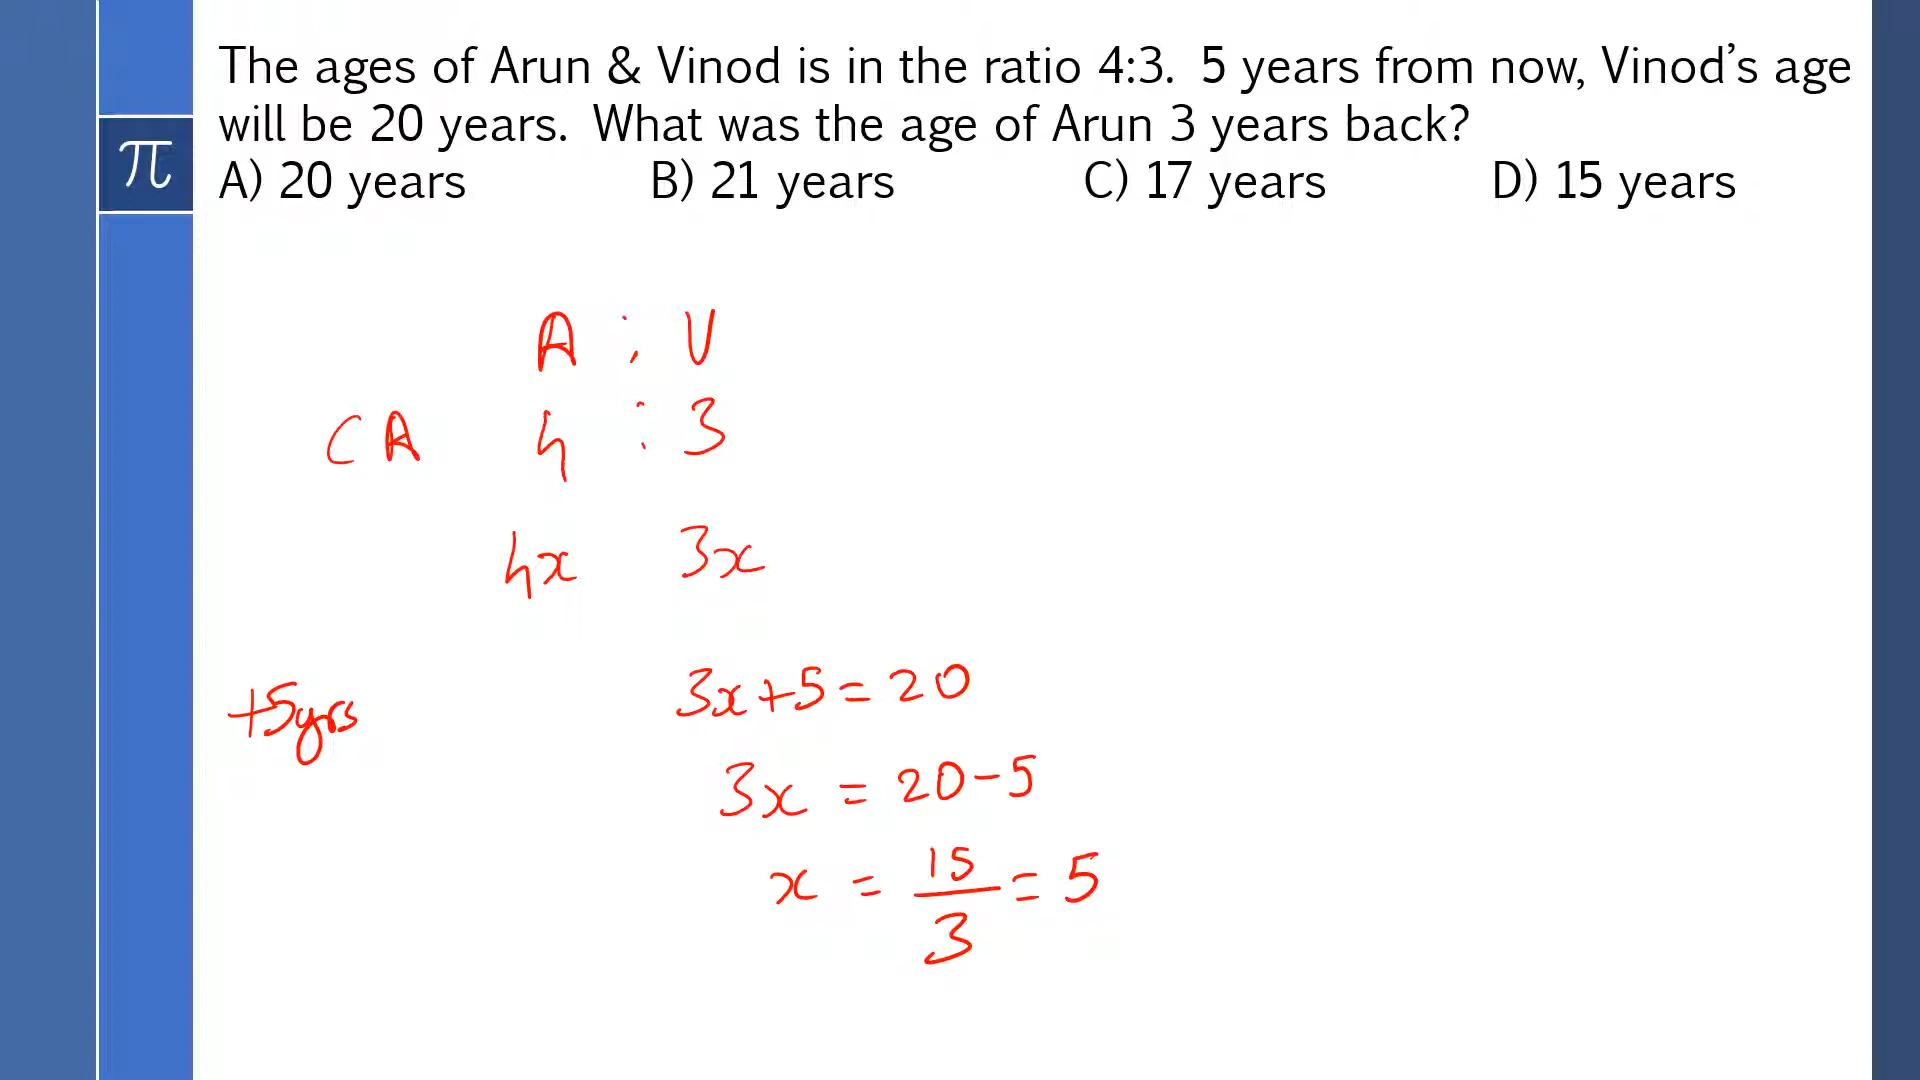 The ages of Arun & Vinod is in the ratio 4:3. 5 years from now, Vinod's age
will be 20 years. What was the age of Arun 3 years back?
A) 20 years B) 21 years C) 17 years D) 15 years
π
A : V
CA 4 : 3
4x 3x
+5yrs 3x+5=20
3x = 20-5
x = 15/3 = 5